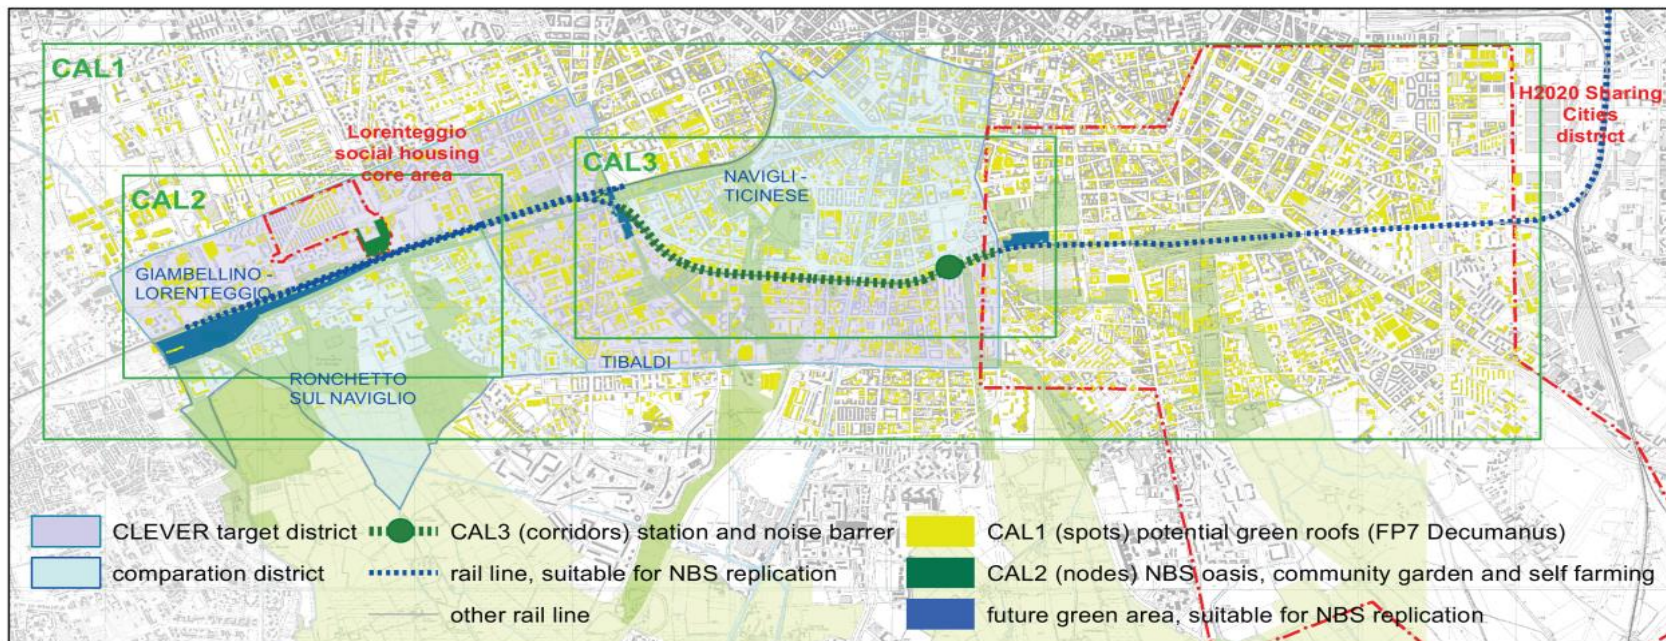 CAL1
H2020 Sharing
Cities
district
Lorenteggio
social housing
core area
CAL3
CAL2
NAVIGLI -
TICINESE
GIAMBELLINO -
LORENTEGGIO
TIBALDI
RONCHETTO
SUL NAVIGLIO
CLEVER target district
CAL3 (corridors) station and noise barrer
CAL1 (spots) potential green roofs (FP7 Decumanus)
comparation district
rail line, suitable for NBS replication
CAL2 (nodes) NBS oasis, community garden and self farming
other rail line
future green area, suitable for NBS replication